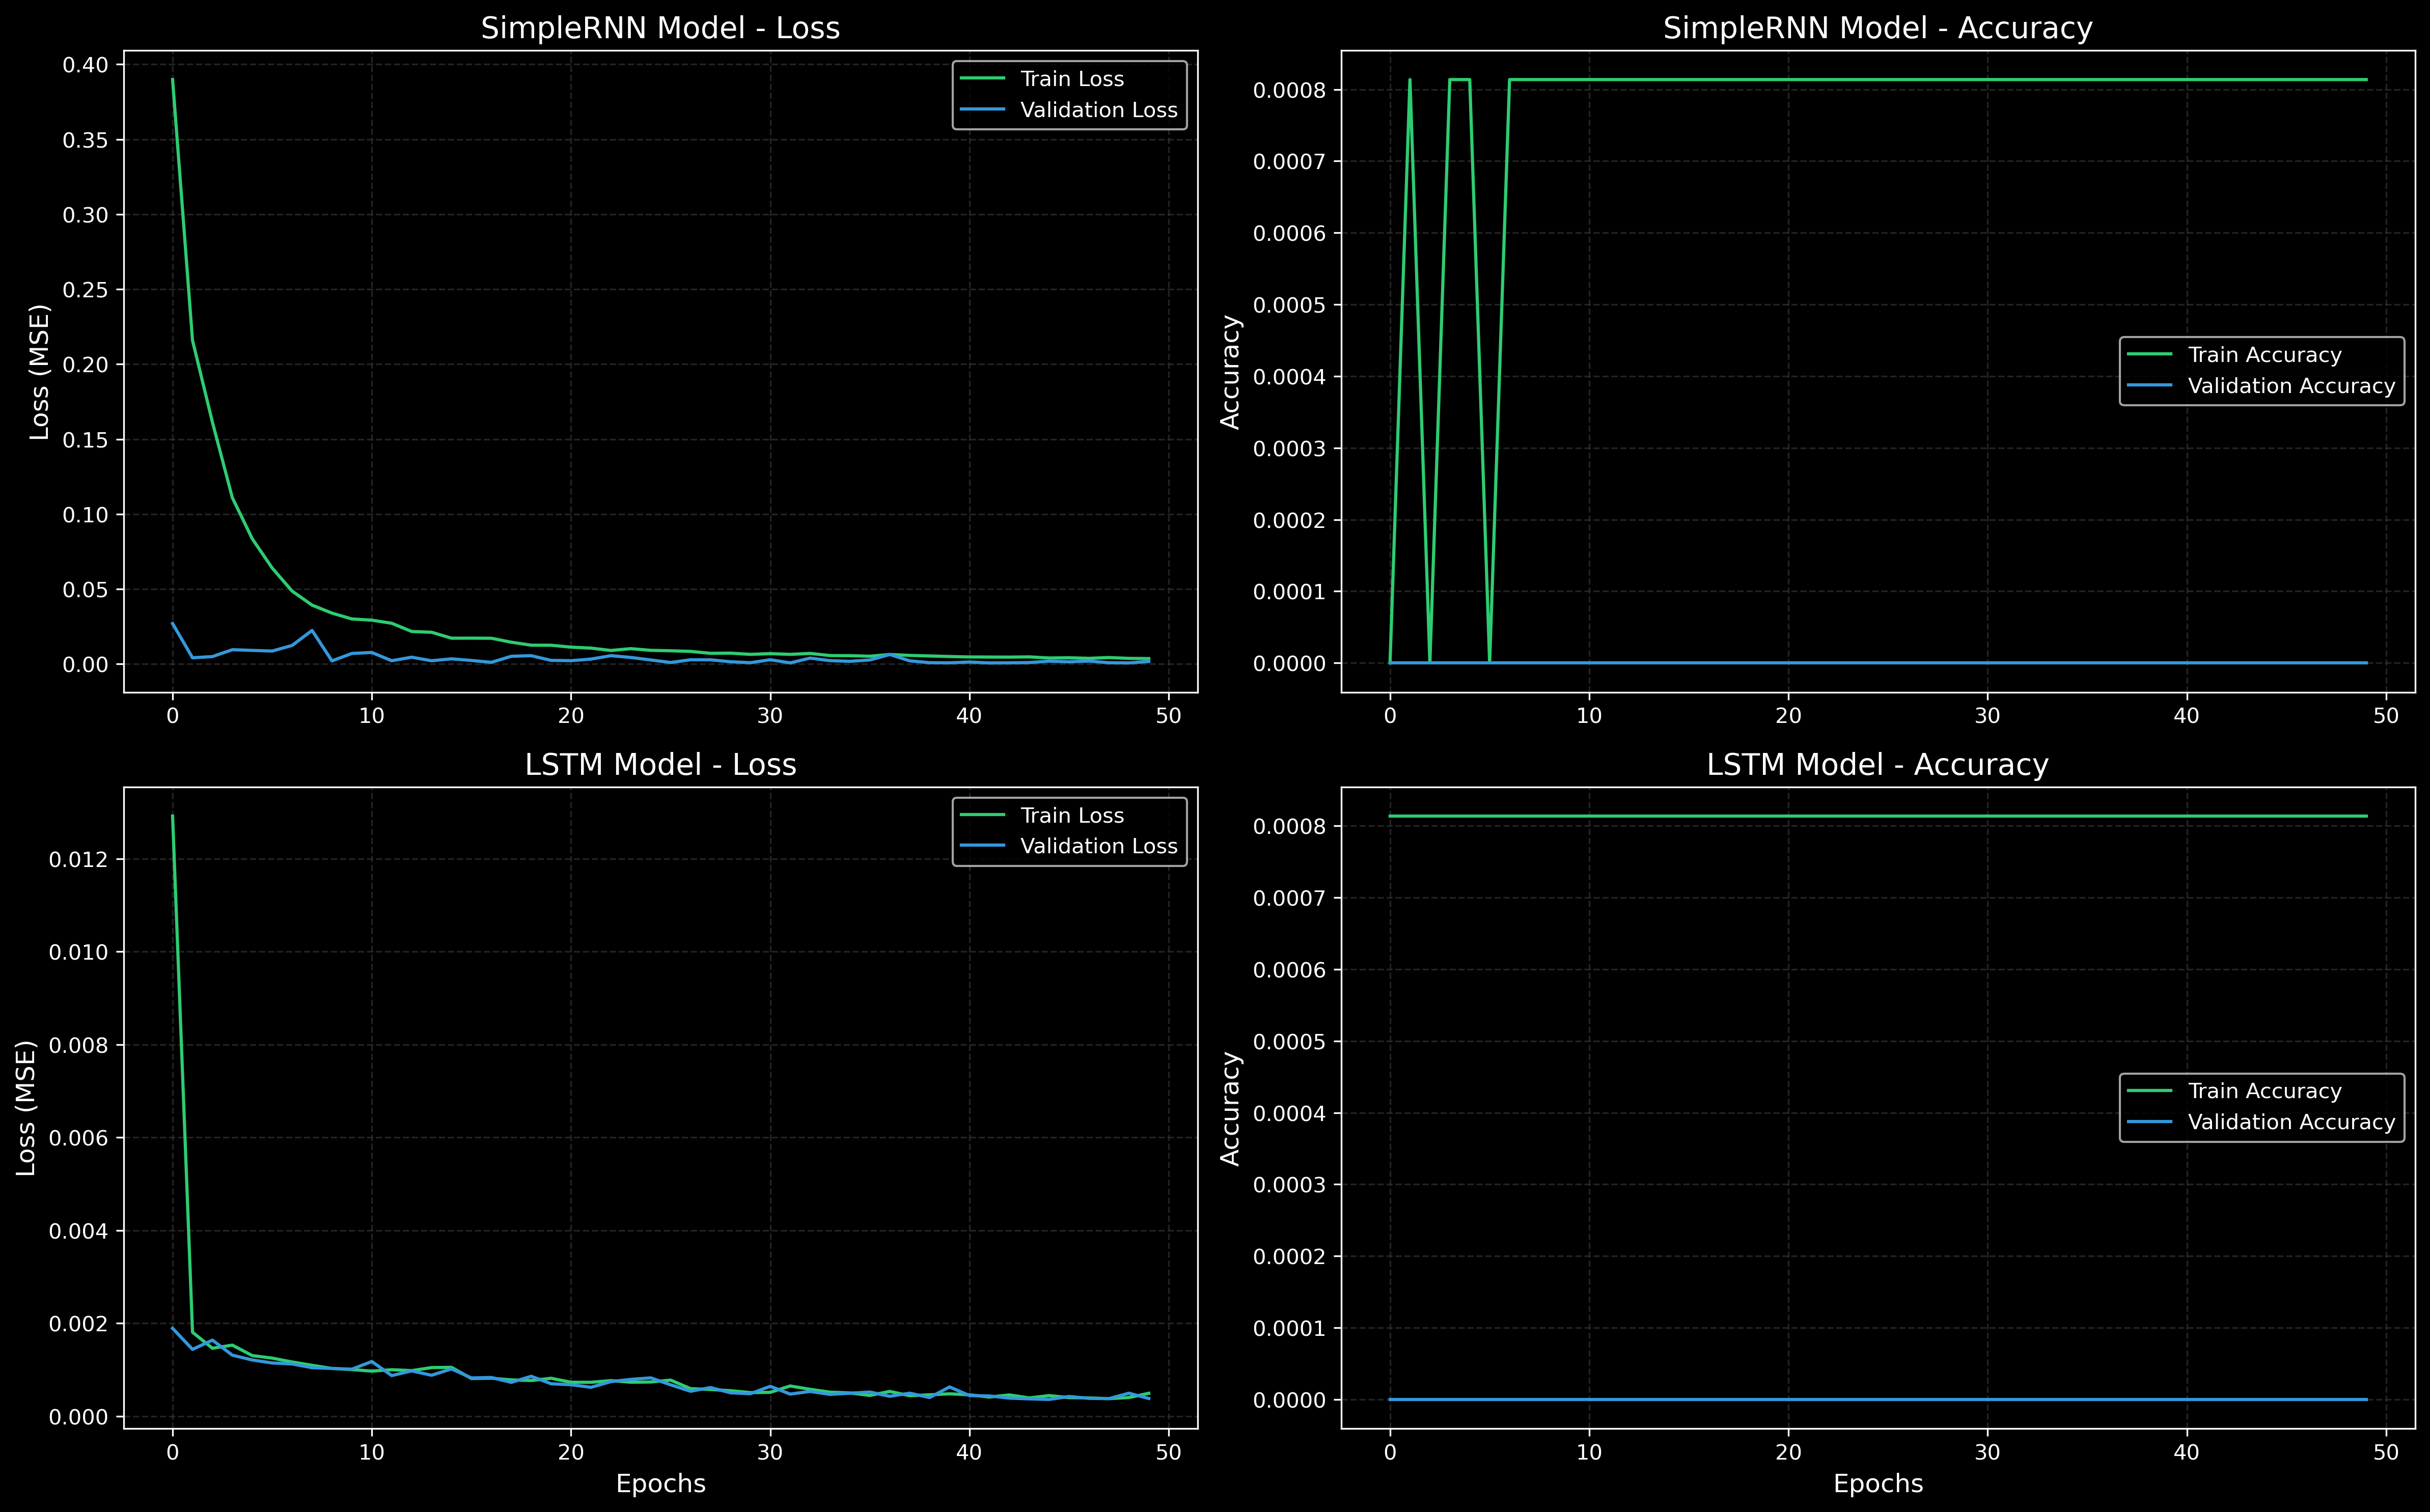 SimpleRNN Model - Loss
Loss (MSE)
0.40
0.35
0.30
0.25
0.20
0.15
0.10
0.05
0.00
0 10 20 30 40 50
Train Loss
Validation Loss
SimpleRNN Model - Accuracy
Accuracy
0.0008
0.0007
0.0006
0.0005
0.0004
0.0003
0.0002
0.0001
0.0000
0 10 20 30 40 50
Train Accuracy
Validation Accuracy
LSTM Model - Loss
Loss (MSE)
0.012
0.010
0.008
0.006
0.004
0.002
0.000
0 10 20 30 40 50
Epochs
Train Loss
Validation Loss
LSTM Model - Accuracy
Accuracy
0.0008
0.0007
0.0006
0.0005
0.0004
0.0003
0.0002
0.0001
0.0000
0 10 20 30 40 50
Epochs
Train Accuracy
Validation Accuracy